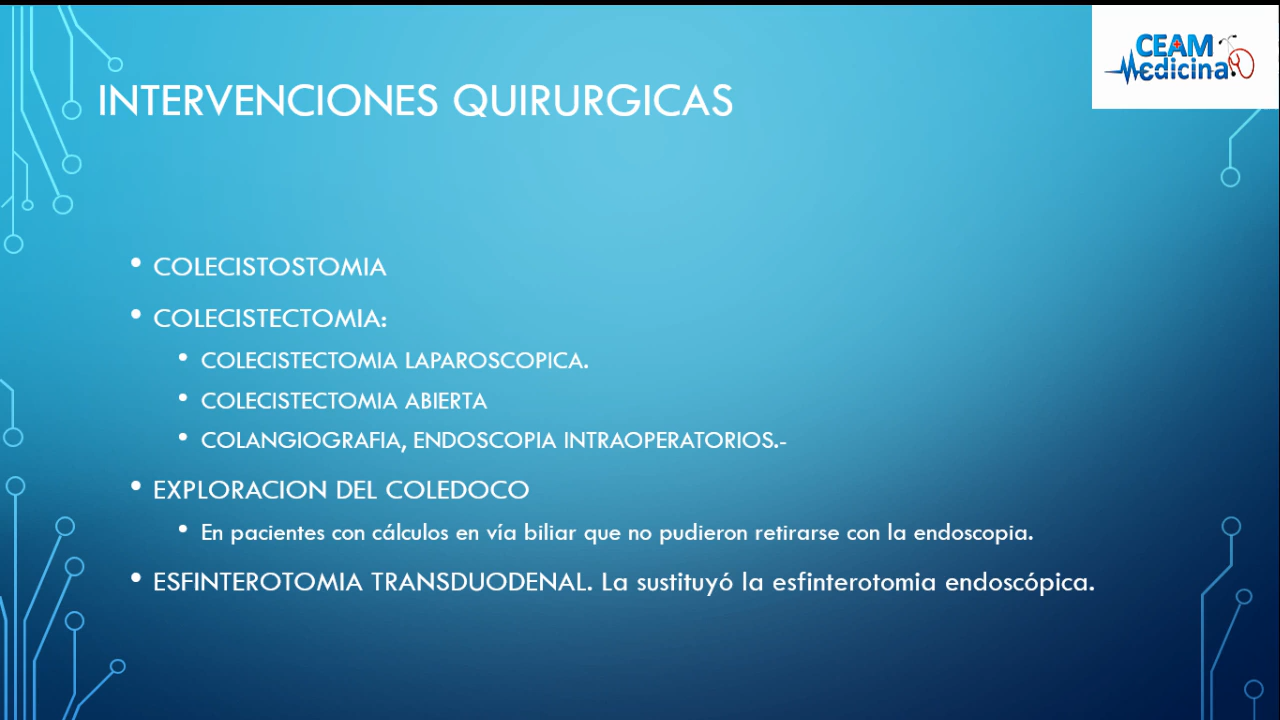 CEAM
Medicina
INTERVENCIONES QUIRURGICAS
• COLECISTOSTOMIA
• COLECISTECTOMIA:
• COLECISTECTOMIA LAPAROSCOPICA.
• COLECISTECTOMIA ABIERTA
• COLANGIOGRAFIA, ENDOSCOPIA INTRAOPERATORIOS.-
• EXPLORACION DEL COLEDOCO
• En pacientes con cálculos en vía biliar que no pudieron retirarse con la endoscopia.
• ESFINTEROTOMIA TRANSDUODENAL. La sustituyó la esfinterotomia endoscópica.